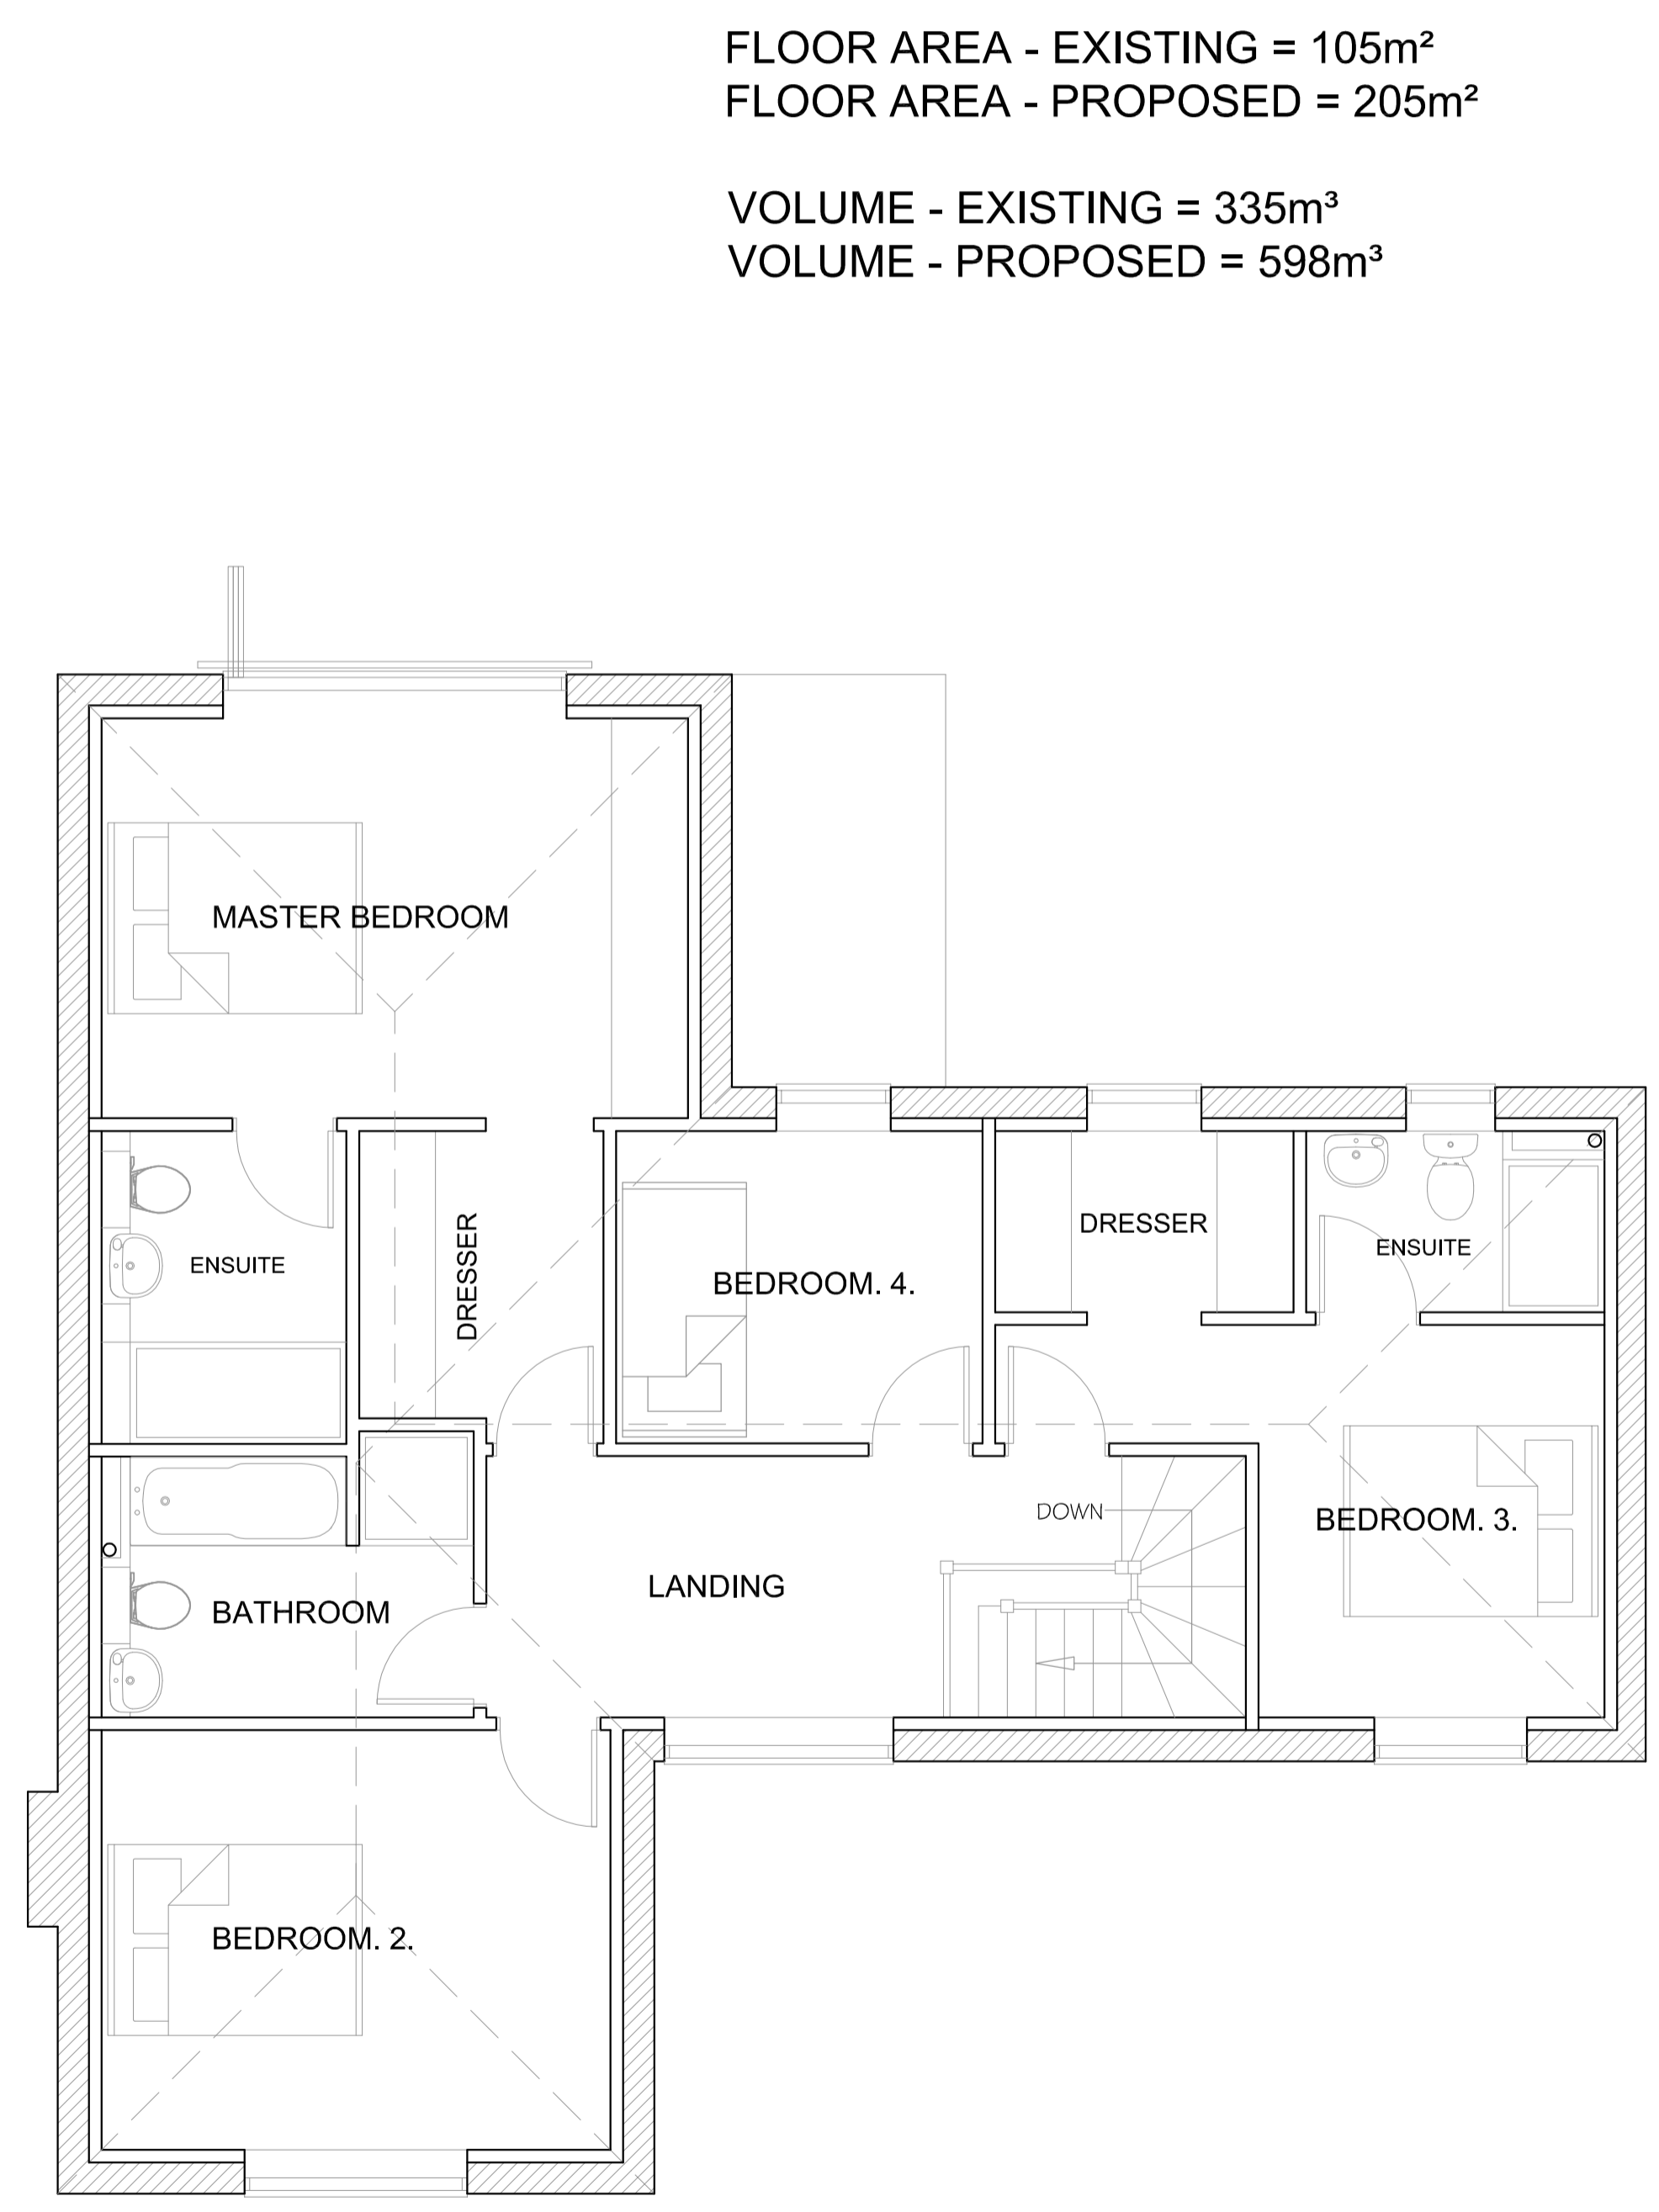 FLOOR AREA - EXISTING = 105m²
FLOOR AREA - PROPOSED = 205m²
VOLUME - EXISTING = 335m³
VOLUME - PROPOSED = 598m³
MASTER BEDROOM
DRESSER
ENSUITE
DRESSER
ENSUITE
BEDROOM. 4.
DOWN
BEDROOM. 3.
LANDING
BATHROOM
BEDROOM. 2.